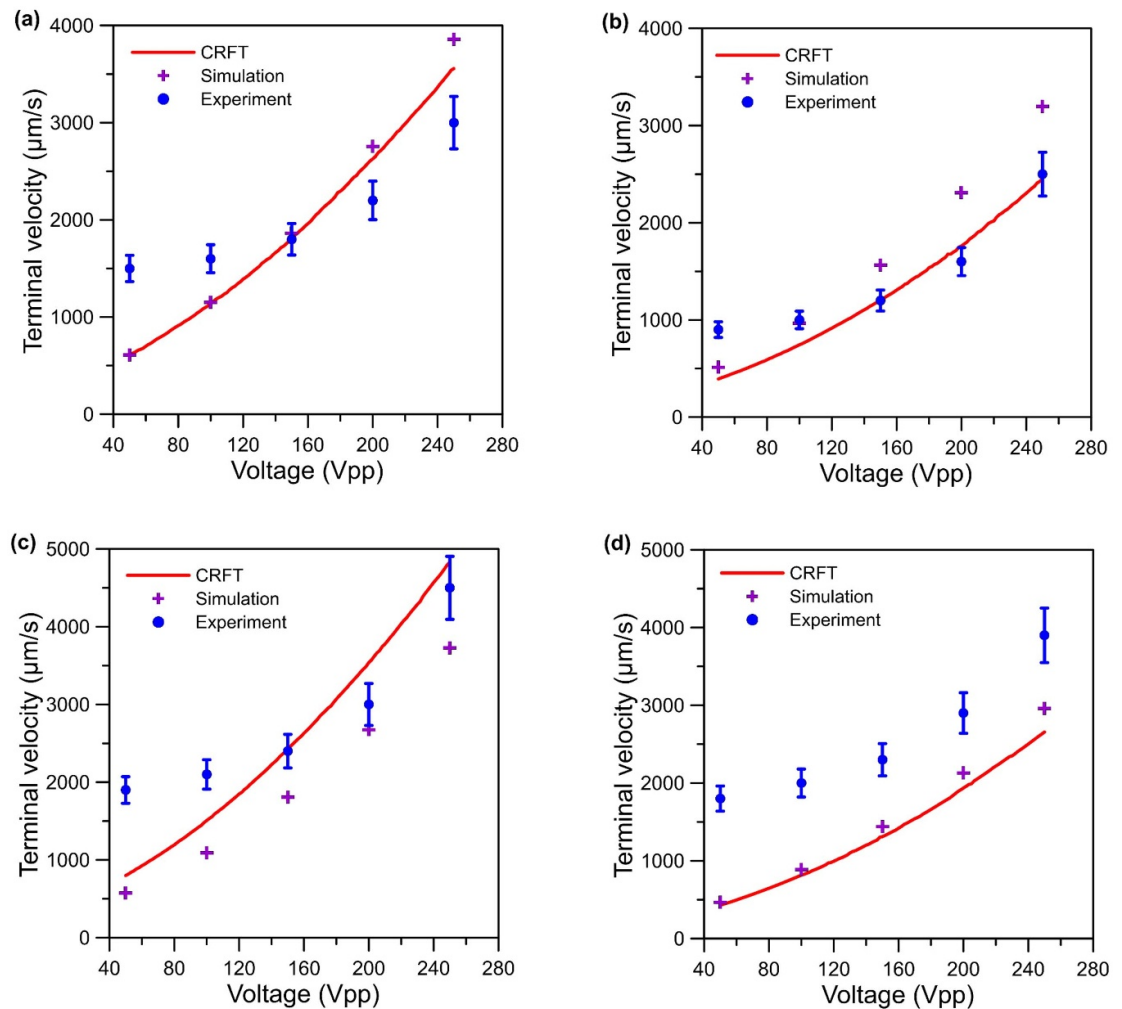 (a)
4000
3000
2000
1000
0
Terminal velocity (μm/s)
CRFT
Simulation
Experiment
40 80 120 160 200 240 280
Voltage (Vpp)
(b)
4000
3000
2000
1000
0
Terminal velocity (μm/s)
CRFT
Simulation
Experiment
40 80 120 160 200 240 280
Voltage (Vpp)
(c)
5000
4000
3000
2000
1000
0
Terminal velocity (μm/s)
CRFT
Simulation
Experiment
40 80 120 160 200 240 280
Voltage (Vpp)
(d)
5000
4000
3000
2000
1000
0
Terminal velocity (μm/s)
CRFT
Simulation
Experiment
40 80 120 160 200 240 280
Voltage (Vpp)